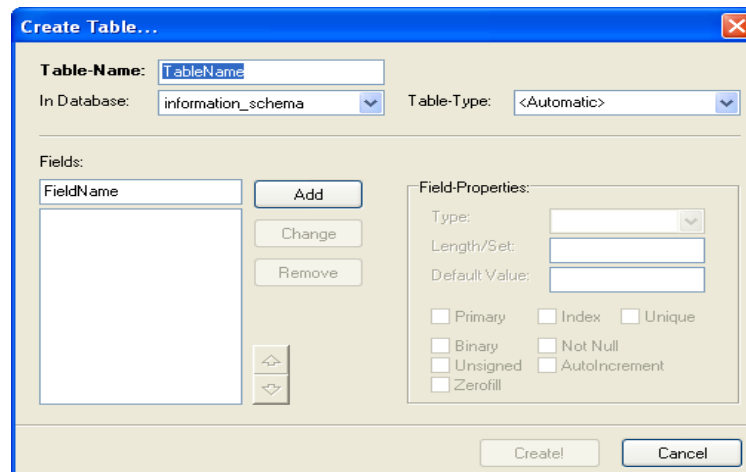 Create Table...
Table-Name: TableName
In Database: information_schema Table-Type: <Automatic>
Fields:
FieldName
Add
Change
Remove
Field-Properties:
Type:
Length/Set:
Default Value:
Primary Index Unique
Binary Not Null
Unsigned AutoIncrement
Zerofill
Create! Cancel